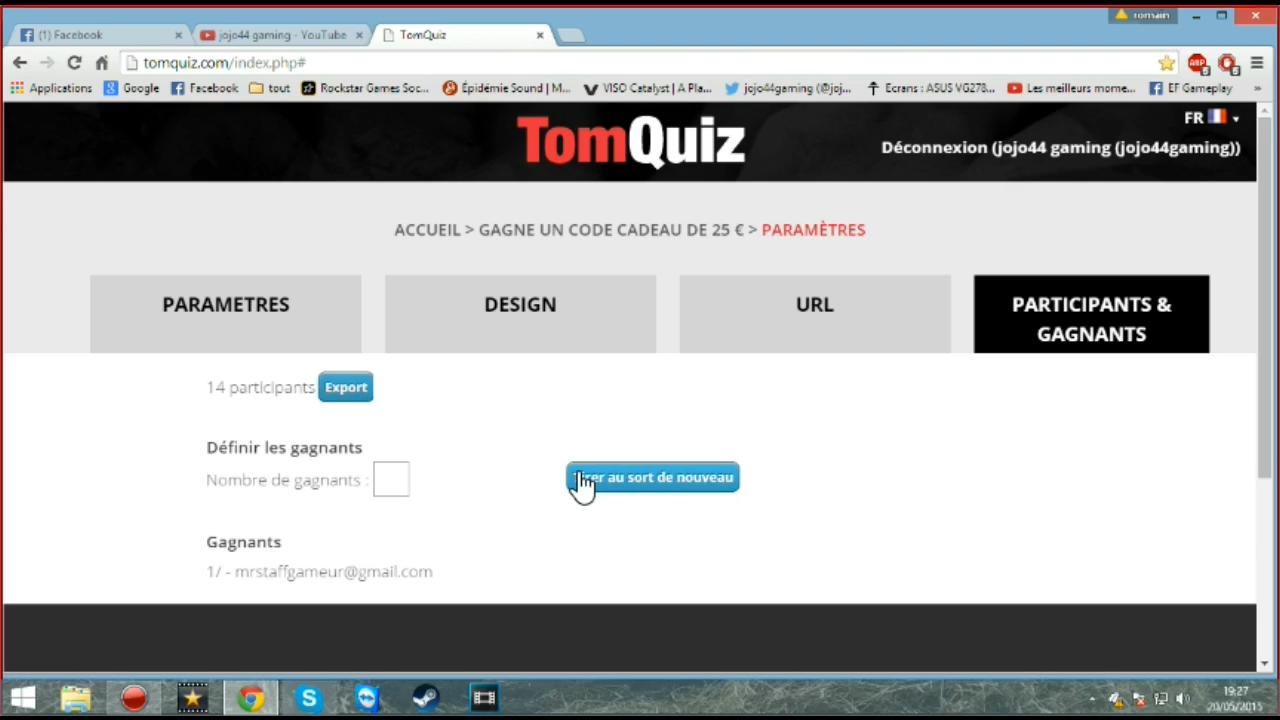 romain
(1) Facebook
jojo44 gaming - YouTube
TomQuiz
tomquiz.com/index.php#
Applications
Google
Facebook
tout
Rockstar Games Soc...
Épidémie Sound | M...
VISO Catalyst | A Pla...
jojo44gaming (@joj...
Ecrans : ASUS VG278...
Les meilleurs mome...
EF Gameplay
»
TomQuiz
FR
Déconnexion (jojo44 gaming (jojo44gaming))
ACCUEIL > GAGNE UN CODE CADEAU DE 25 € > PARAMÈTRES
PARAMETRES
DESIGN
URL
PARTICIPANTS &
GAGNANTS
14 participants Export
Définir les gagnants
Nombre de gagnants :
Tirer au sort de nouveau
Gagnants
1/ - mrstaffgameur@gmail.com
19:27
20/05/2015